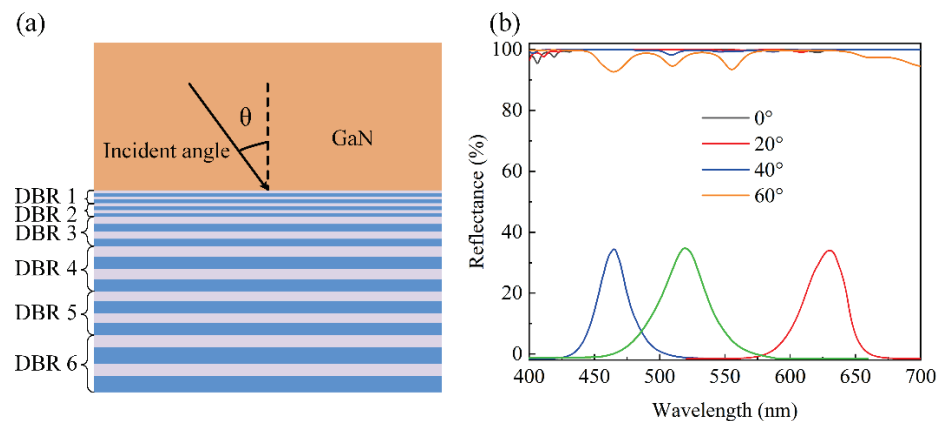 (a)
θ
Incident angle
GaN
DBR 1
DBR 2
DBR 3
DBR 4
DBR 5
DBR 6
(b)
100
80
60
40
20
0
Reflectance (%)
0°
20°
40°
60°
400
450
500
550
600
650
700
Wavelength (nm)